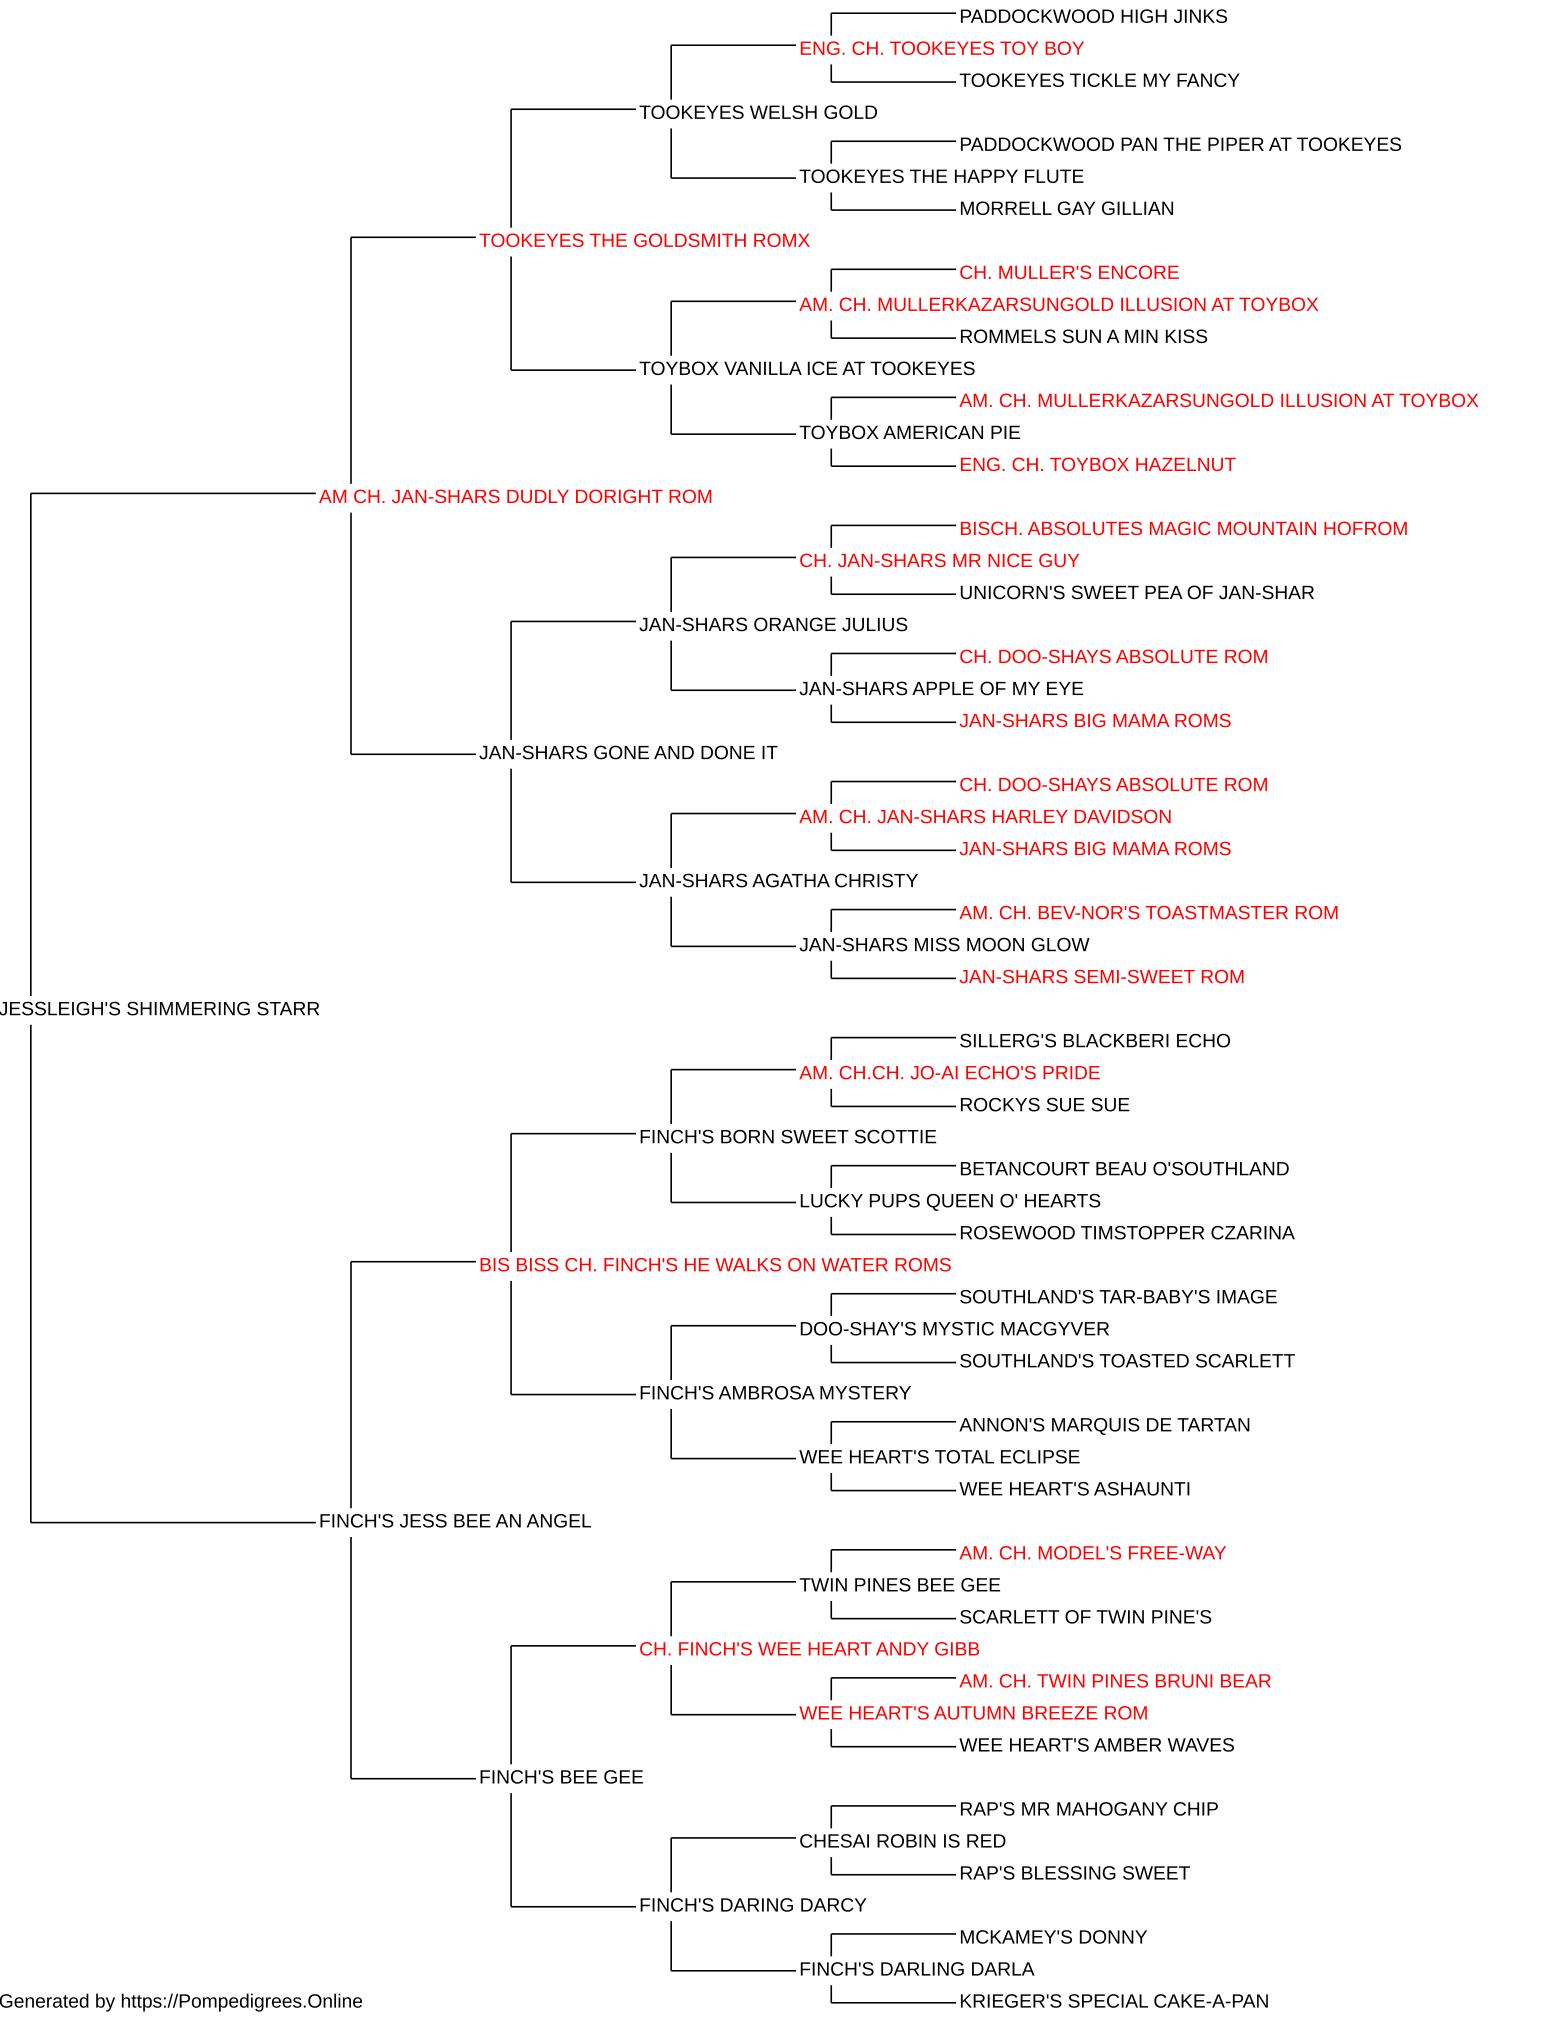 PADDOCKWOOD HIGH JINKS
ENG. CH. TOOKEYES TOY BOY
TOOKEYES TICKLE MY FANCY
TOOKEYES WELSH GOLD
PADDOCKWOOD PAN THE PIPER AT TOOKEYES
TOOKEYES THE HAPPY FLUTE
MORRELL GAY GILLIAN
TOOKEYES THE GOLDSMITH ROMX
CH. MULLER'S ENCORE
AM. CH. MULLERKAZARSUNGOLD ILLUSION AT TOYBOX
ROMMELS SUN A MIN KISS
TOYBOX VANILLA ICE AT TOOKEYES
AM. CH. MULLERKAZARSUNGOLD ILLUSION AT TOYBOX
TOYBOX AMERICAN PIE
ENG. CH. TOYBOX HAZELNUT
AM CH. JAN-SHARS DUDLY DORIGHT ROM
BISCH. ABSOLUTES MAGIC MOUNTAIN HOFROM
CH. JAN-SHARS MR NICE GUY
UNICORN'S SWEET PEA OF JAN-SHAR
JAN-SHARS ORANGE JULIUS
CH. DOO-SHAYS ABSOLUTE ROM
JAN-SHARS APPLE OF MY EYE
JAN-SHARS BIG MAMA ROMS
JAN-SHARS GONE AND DONE IT
CH. DOO-SHAYS ABSOLUTE ROM
AM. CH. JAN-SHARS HARLEY DAVIDSON
JAN-SHARS BIG MAMA ROMS
JAN-SHARS AGATHA CHRISTY
AM. CH. BEV-NOR'S TOASTMASTER ROM
JAN-SHARS MISS MOON GLOW
JAN-SHARS SEMI-SWEET ROM
JESSLEIGH'S SHIMMERING STARR
SILLERG'S BLACKBERI ECHO
AM. CH.CH. JO-AI ECHO'S PRIDE
ROCKYS SUE SUE
FINCH'S BORN SWEET SCOTTIE
BETANCOURT BEAU O'SOUTHLAND
LUCKY PUPS QUEEN O' HEARTS
ROSEWOOD TIMSTOPPER CZARINA
BIS BISS CH. FINCH'S HE WALKS ON WATER ROMS
SOUTHLAND'S TAR-BABY'S IMAGE
DOO-SHAY'S MYSTIC MACGYVER
SOUTHLAND'S TOASTED SCARLETT
FINCH'S AMBROSA MYSTERY
ANNON'S MARQUIS DE TARTAN
WEE HEART'S TOTAL ECLIPSE
WEE HEART'S ASHAUNTI
FINCH'S JESS BEE AN ANGEL
AM. CH. MODEL'S FREE-WAY
TWIN PINES BEE GEE
SCARLETT OF TWIN PINE'S
CH. FINCH'S WEE HEART ANDY GIBB
AM. CH. TWIN PINES BRUNI BEAR
WEE HEART'S AUTUMN BREEZE ROM
WEE HEART'S AMBER WAVES
FINCH'S BEE GEE
RAP'S MR MAHOGANY CHIP
CHESAI ROBIN IS RED
RAP'S BLESSING SWEET
FINCH'S DARING DARCY
MCKAMEY'S DONNY
FINCH'S DARLING DARLA
KRIEGER'S SPECIAL CAKE-A-PAN
Generated by https://Pompedigrees.Online